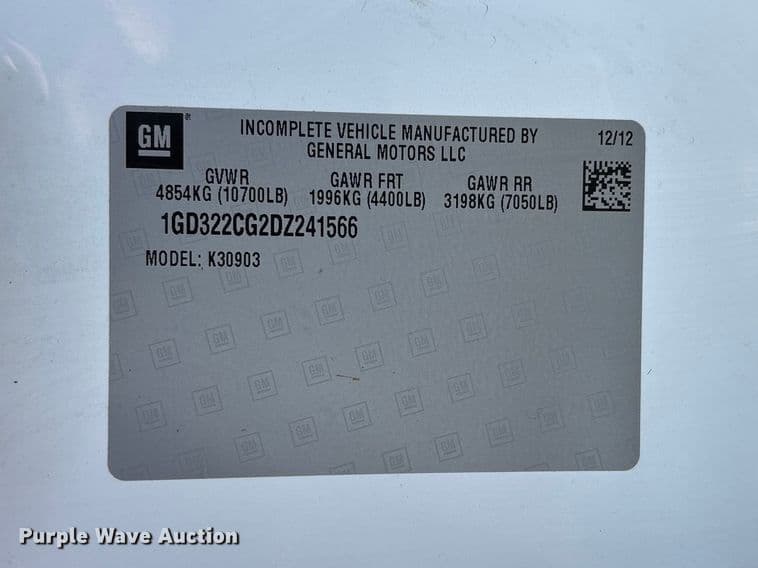 GM
INCOMPLETE VEHICLE MANUFACTURED BY
GENERAL MOTORS LLC
12/12
GVWR GAWR FRT GAWR RR
4854KG (10700LB) 1996KG (4400LB) 3198KG (7050LB)
1GD322CG2DZ241566
MODEL: K30903
Purple Wave Auction